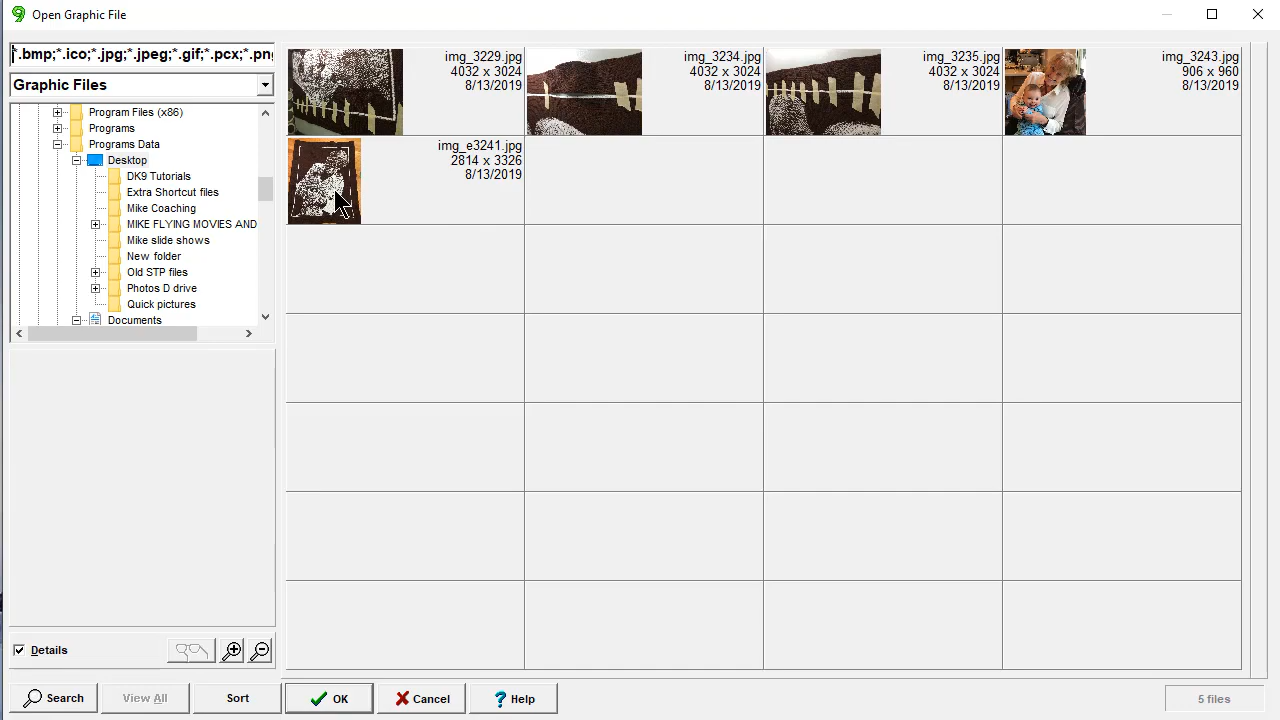 Open Graphic File
*.bmp;*.ico;*.jpg;*.jpeg;*.gif;*.pcx;*.pn
Graphic Files
Program Files (x86)
Programs
Programs Data
Desktop
DK9 Tutorials
Extra Shortcut files
Mike Coaching
MIKE FLYING MOVIES AND
Mike slide shows
New folder
Old STP files
Photos D drive
Quick pictures
Documents
img_3229.jpg
4032 x 3024
8/13/2019
img_3234.jpg
4032 x 3024
8/13/2019
img_3235.jpg
4032 x 3024
8/13/2019
img_3243.jpg
906 x 960
8/13/2019
img_e3241.jpg
2814 x 3326
8/13/2019
Details
Search
View All
Sort
OK
Cancel
Help
5 files